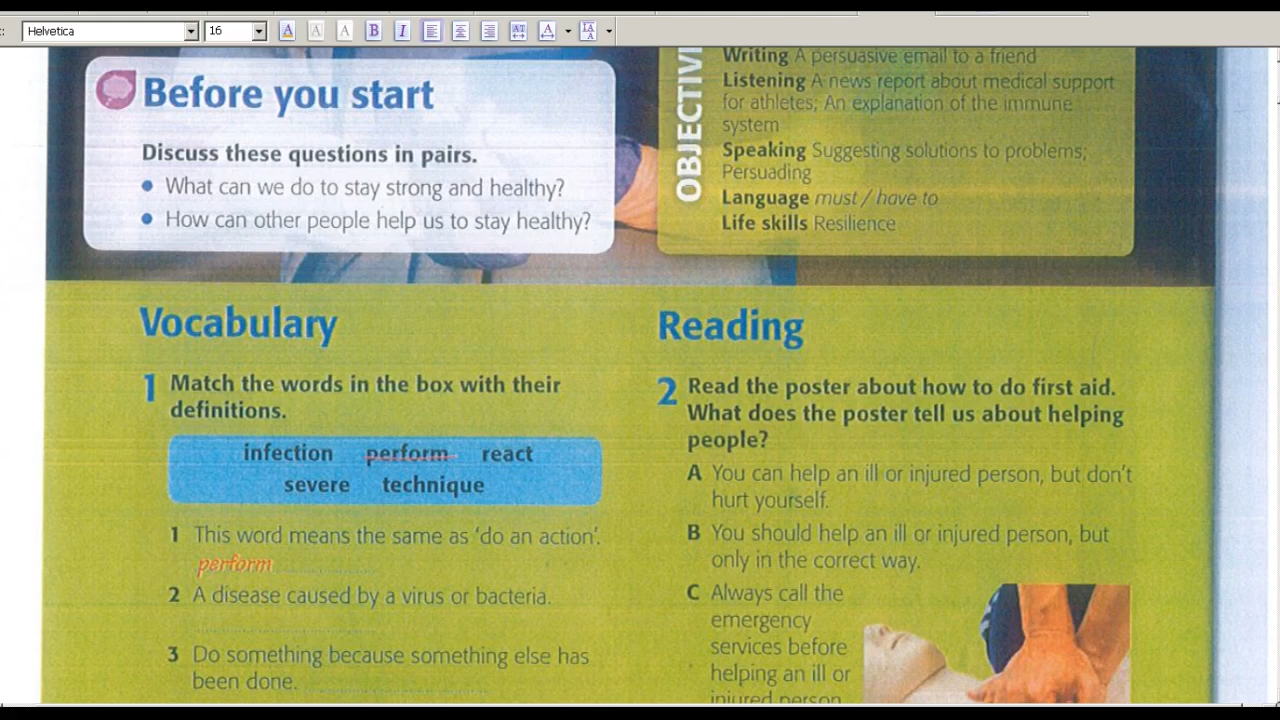 Helvetica
16
Before you start
Discuss these questions in pairs.
• What can we do to stay strong and healthy?
• How can other people help us to stay healthy?
OBJECTIV
Writing A persuasive email to a friend
Listening A news report about medical support
for athletes; An explanation of the immune
system
Speaking Suggesting solutions to problems;
Persuading
Language must / have to
Life skills Resilience
Vocabulary
1 Match the words in the box with their
definitions.
infection perform react
severe technique
1 This word means the same as ‘do an action’.
perform
2 A disease caused by a virus or bacteria.
3 Do something because something else has
been done.
Reading
2 Read the poster about how to do first aid.
What does the poster tell us about helping
people?
A You can help an ill or injured person, but don’t
hurt yourself.
B You should help an ill or injured person, but
only in the correct way.
C Always call the
emergency
services before
helping an ill or
injured person